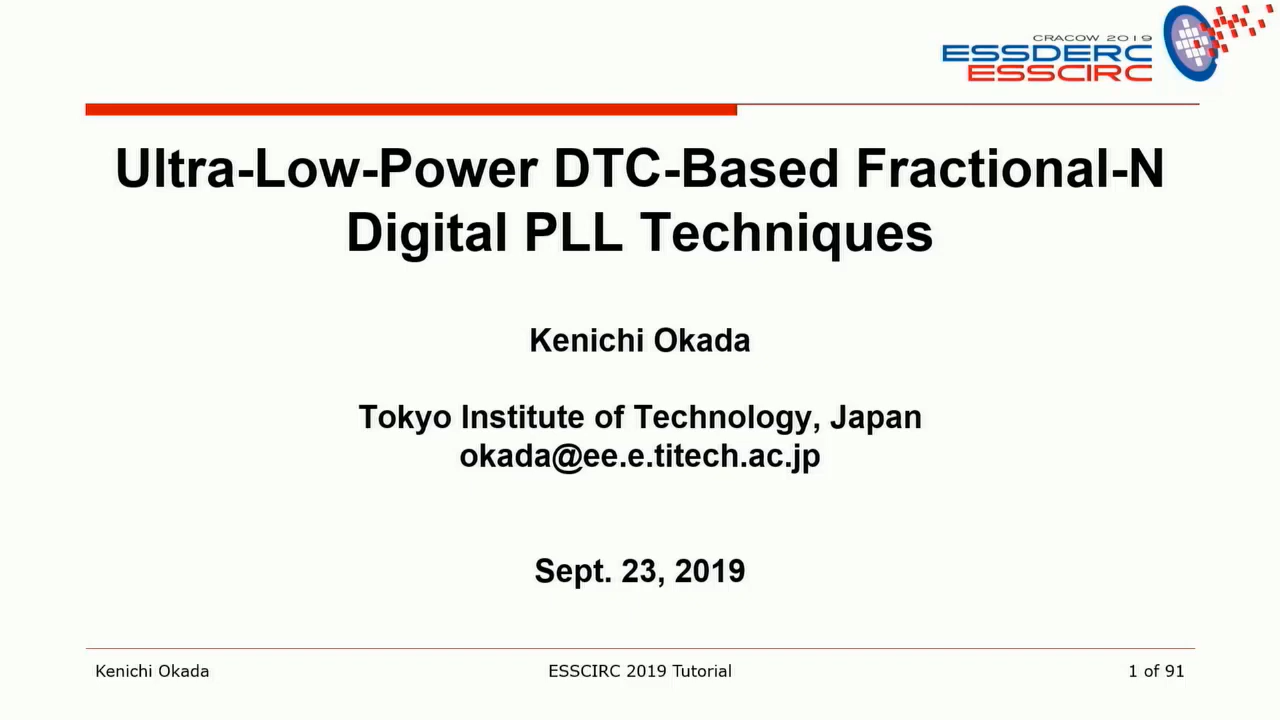 CRACOW 2019
ESSDERC
ESSCIRC
Ultra-Low-Power DTC-Based Fractional-N
Digital PLL Techniques
Kenichi Okada
Tokyo Institute of Technology, Japan
okada@ee.e.titech.ac.jp
Sept. 23, 2019
Kenichi Okada
ESSCIRC 2019 Tutorial
1 of 91